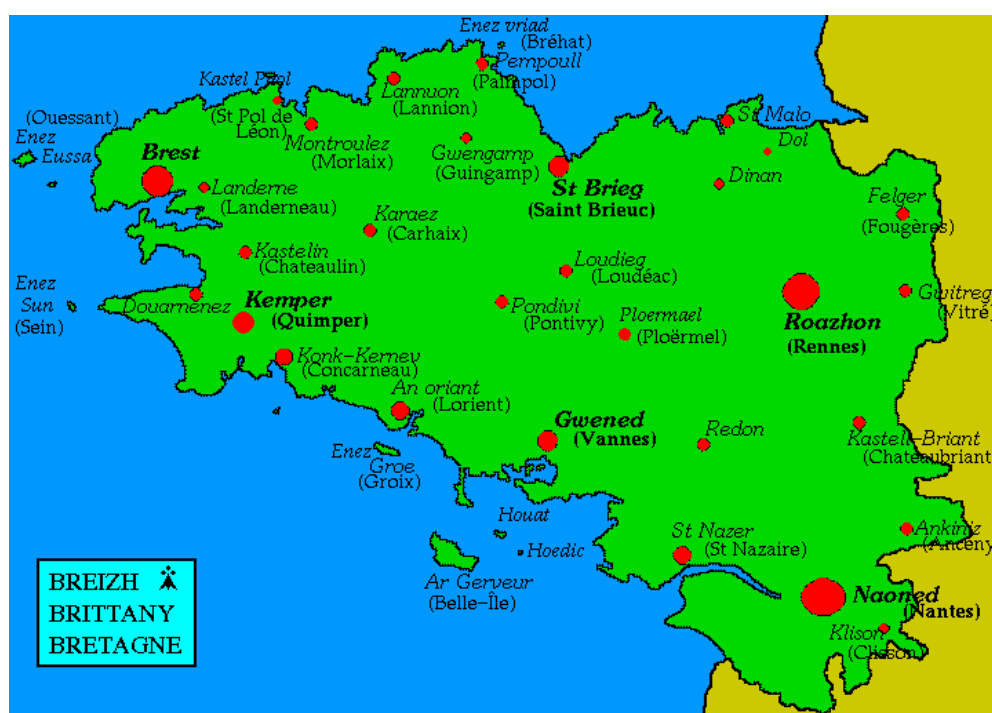 Enez vriad
(Bréhat)
Pempoull
(Paimpol)
Kastel Paol
(St Pol de
Léon)
Lannuon
(Lannion)
(Ouessant)
Enez
Eussa
Montroulez
(Morlaix)
Gwengamp
(Guingamp)
St Malo
Dol
Brest
St Brieg
(Saint Brieuc)
Dinan
Landerne
(Landerneau)
Felger
(Fougères)
Karaez
(Carhaix)
Kastelin
(Chateaulin)
Loudieg
(Loudéac)
Enez
Sun
(Sein)
Douarnenez
Kemper
(Quimper)
Pondivi
(Pontivy)
Ploermael
(Ploërmel)
Roazhon
(Rennes)
Gwitreg
(Vitré)
Konk-Kernev
(Concarneau)
An oriant
(Lorient)
Gwened
(Vannes)
Redon
Kastell-Briant
(Chateaubriant
Enez
Groe
(Groix)
Houat
Hoedic
St Nazer
(St Nazaire)
Ankiniz
(Anceny
Ar Gerveur
(Belle-Île)
Naoned
(Nantes)
Klison
(Clisson)
BREIZH
BRITTANY
BRETAGNE